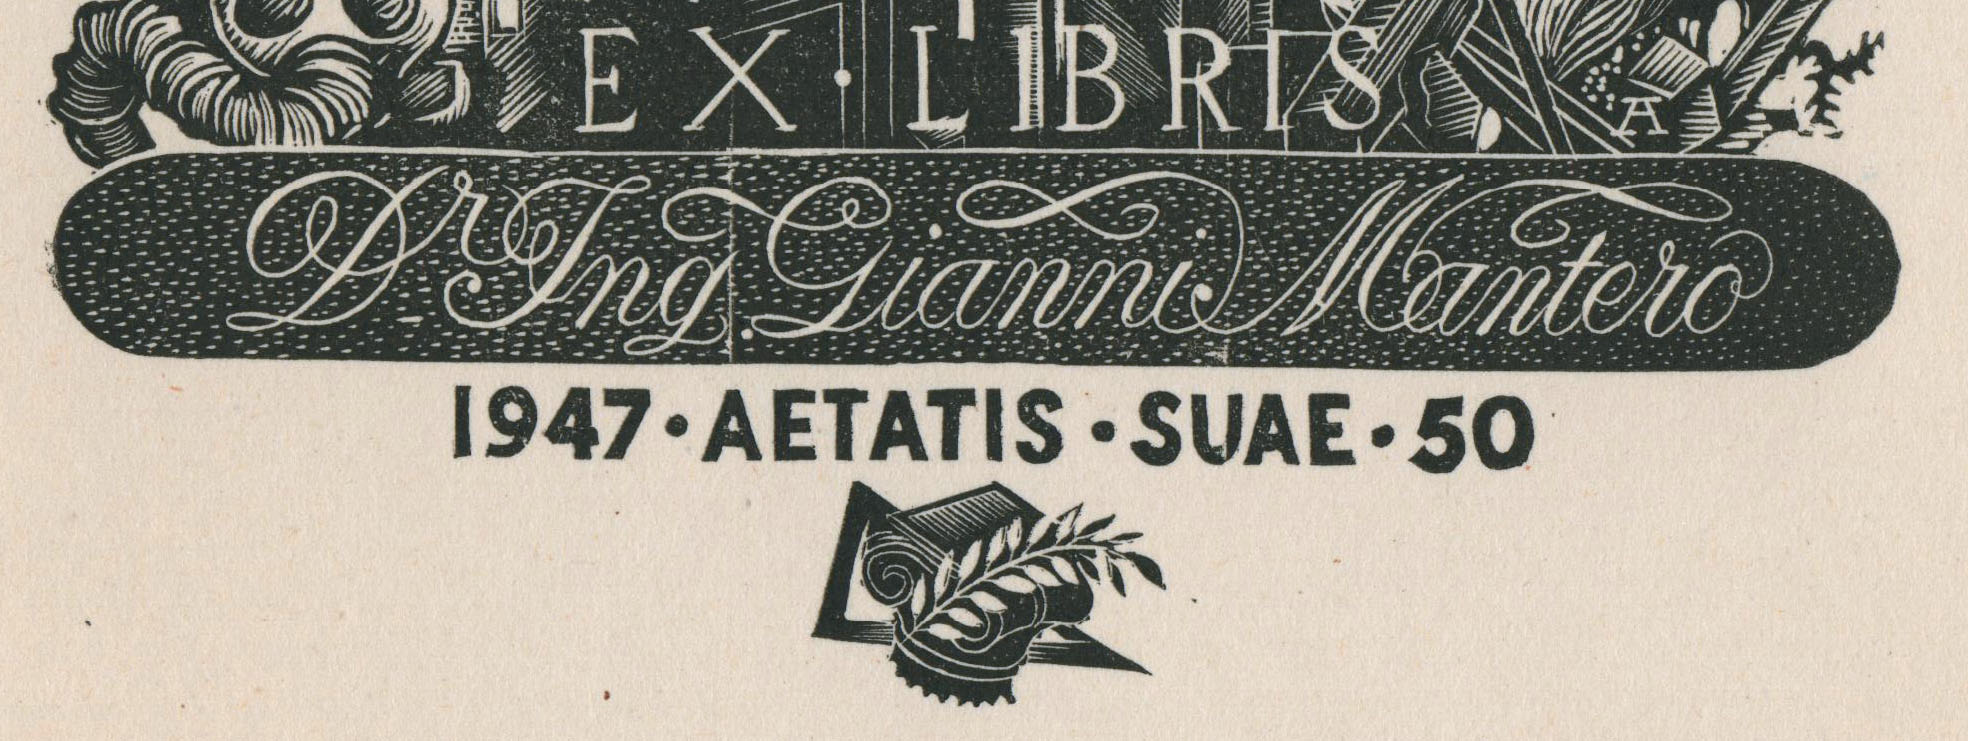 EX·LIBRIS
A
Dr Ing Gianni Mantero
1947·AETATIS·SUAE·50